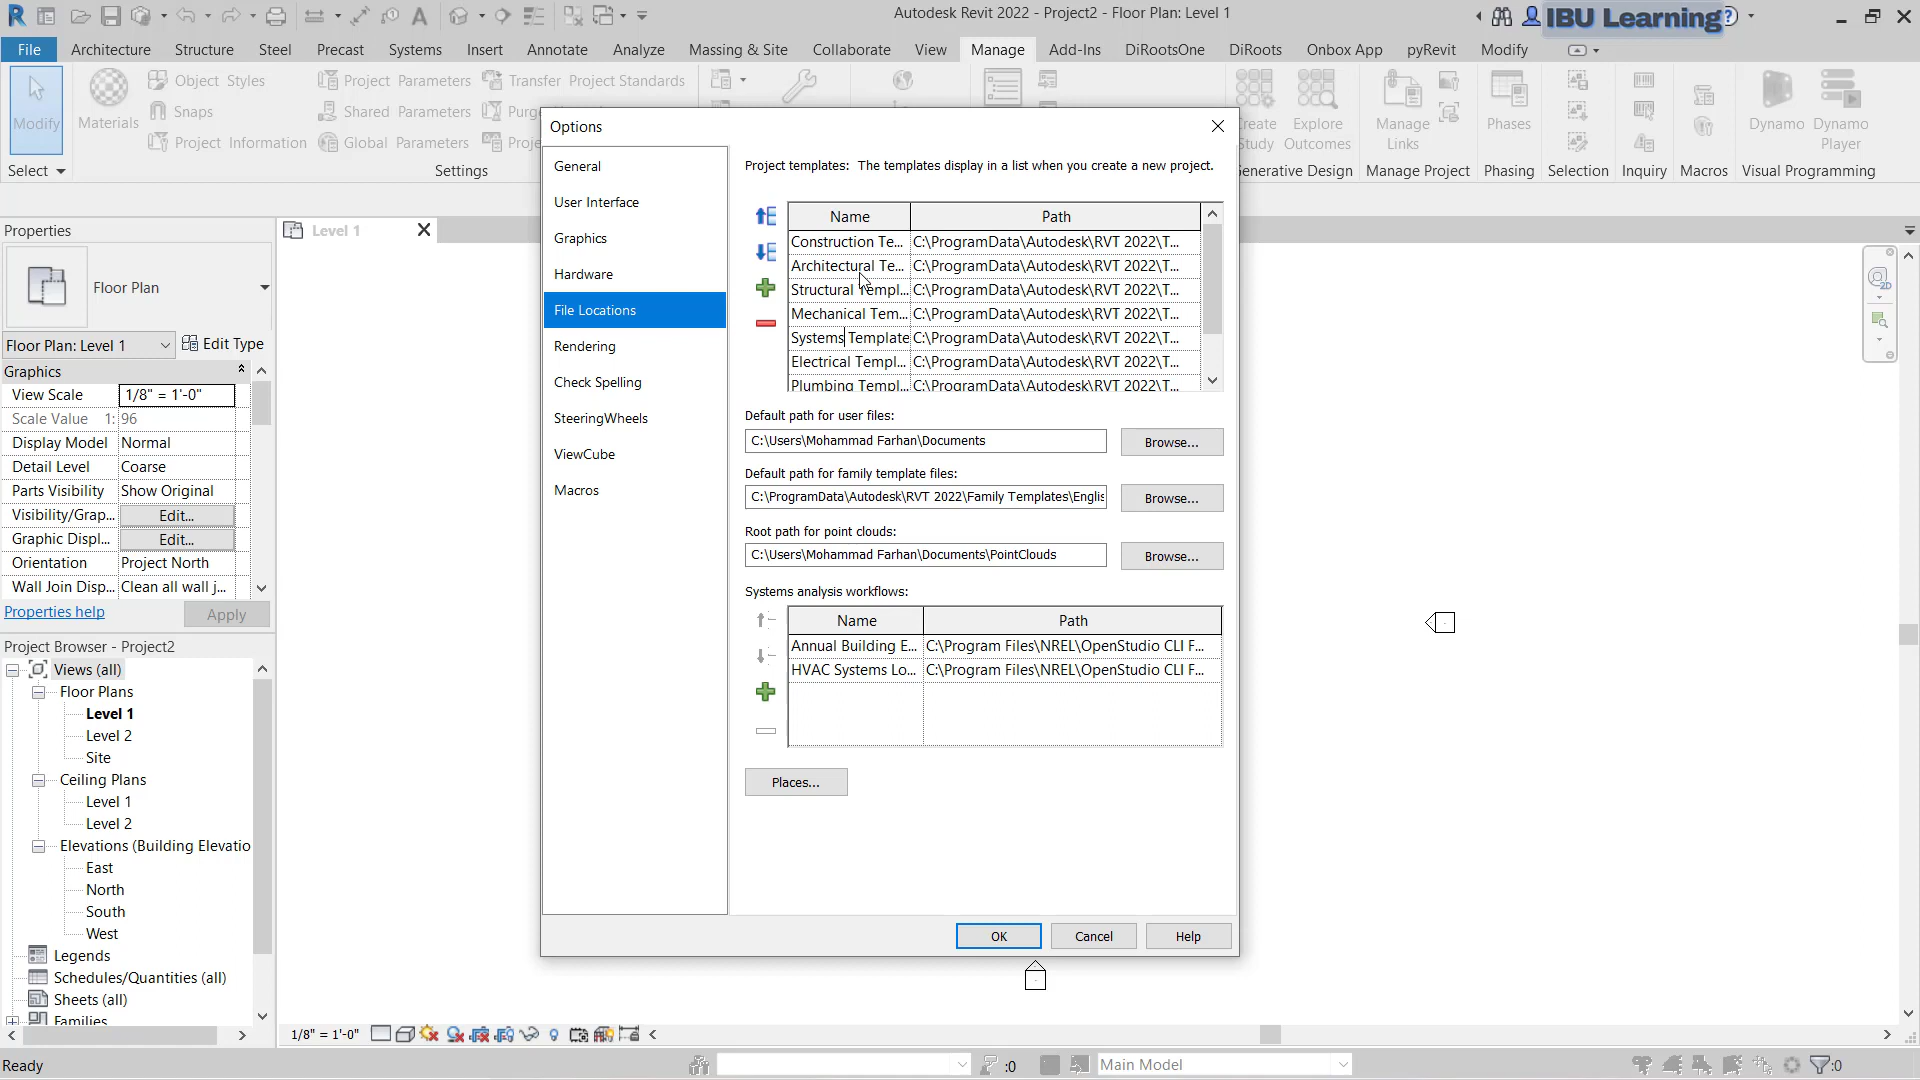 Autodesk Revit 2022 - Project2 - Floor Plan: Level 1
IBU Learning
File Architecture Structure Steel Precast Systems Insert Annotate Analyze Massing & Site Collaborate View Manage Add-Ins DiRootsOne DiRoots Onbox App pyRevit Modify
Modify
Select
Materials
Object Styles
Snaps
Project Information
Project Parameters
Shared Parameters
Global Parameters
Transfer Project Standards
Settings
Explore Outcomes
Generative Design
Manage Links
Manage Project
Phases
Phasing
Selection
Inquiry
Macros
Dynamo
Dynamo Player
Visual Programming
Properties
Floor Plan
Floor Plan: Level 1
Edit Type
Graphics
View Scale 1/8" = 1'-0"
Scale Value 1: 96
Display Model Normal
Detail Level Coarse
Parts Visibility Show Original
Visibility/Grap... Edit...
Graphic Displ... Edit...
Orientation Project North
Wall Join Disp... Clean all wall j...
Properties help Apply
Project Browser - Project2
Views (all)
Floor Plans
Level 1
Level 2
Site
Ceiling Plans
Level 1
Level 2
Elevations (Building Elevatio
East
North
South
West
Legends
Schedules/Quantities (all)
Sheets (all)
Families
Level 1
Options
General
User Interface
Graphics
Hardware
File Locations
Rendering
Check Spelling
SteeringWheels
ViewCube
Macros
Project templates: The templates display in a list when you create a new project.
Name Path
Construction Te... C:\ProgramData\Autodesk\RVT 2022\T...
Architectural Te... C:\ProgramData\Autodesk\RVT 2022\T...
Structural Templ... C:\ProgramData\Autodesk\RVT 2022\T...
Mechanical Tem... C:\ProgramData\Autodesk\RVT 2022\T...
Systems Template C:\ProgramData\Autodesk\RVT 2022\T...
Electrical Templ... C:\ProgramData\Autodesk\RVT 2022\T...
Plumbing Templ... C:\ProgramData\Autodesk\RVT 2022\T...
Default path for user files:
C:\Users\Mohammad Farhan\Documents Browse...
Default path for family template files:
C:\ProgramData\Autodesk\RVT 2022\Family Templates\Englis Browse...
Root path for point clouds:
C:\Users\Mohammad Farhan\Documents\PointClouds Browse...
Systems analysis workflows:
Name Path
Annual Building E... C:\Program Files\NREL\OpenStudio CLI F...
HVAC Systems Lo... C:\Program Files\NREL\OpenStudio CLI F...
Places...
OK Cancel Help
1/8" = 1'-0"
Ready
:0
Main Model
:0